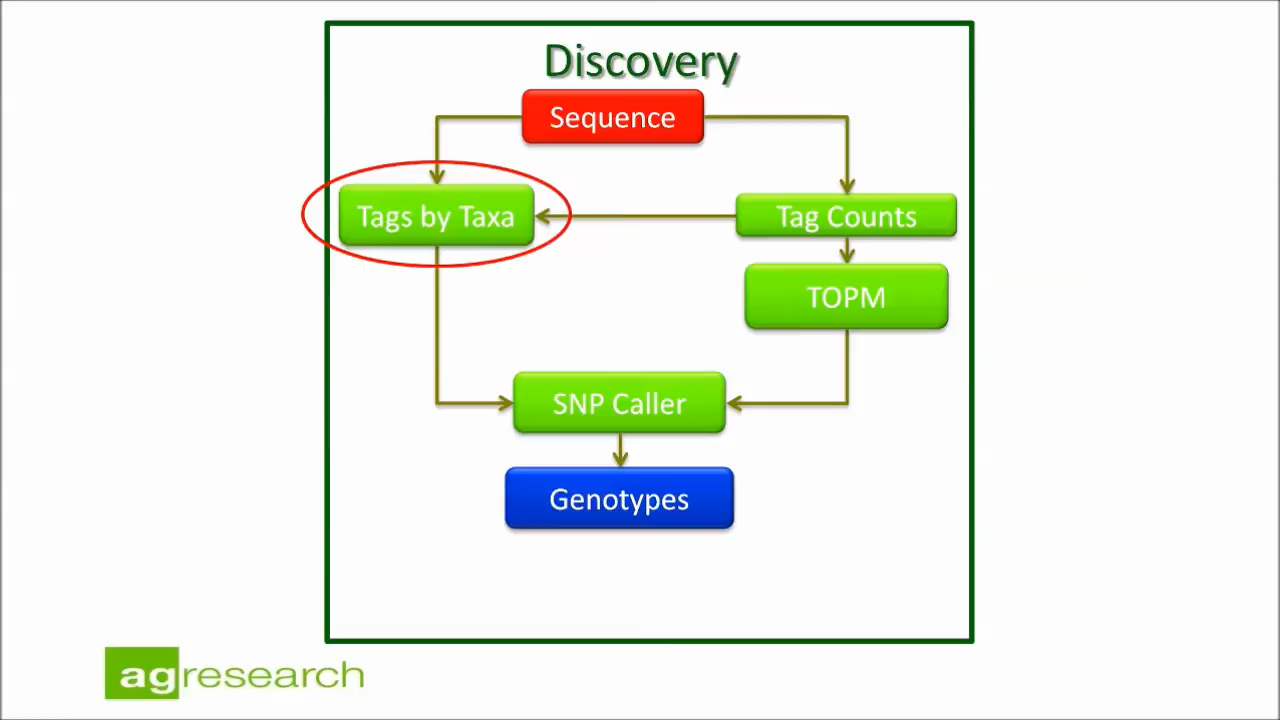 Discovery
Sequence
Tags by Taxa
Tag Counts
TOPM
SNP Caller
Genotypes
agresearch